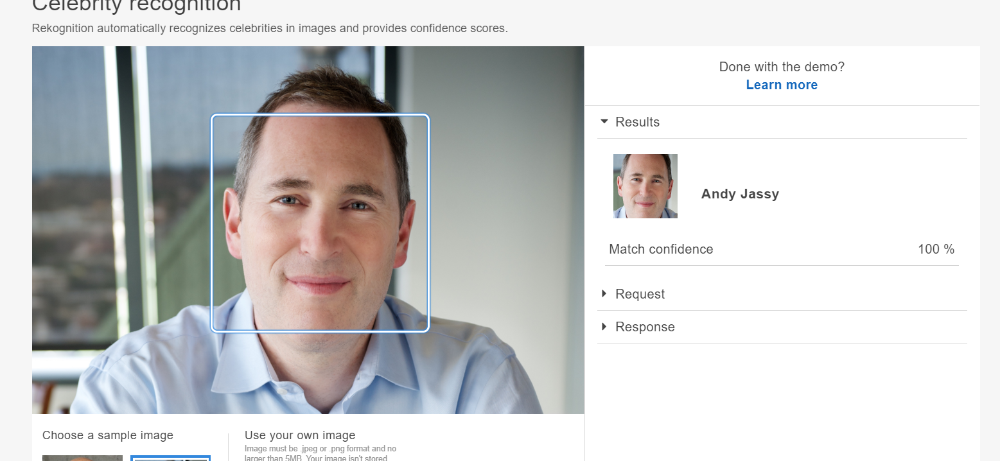 Celebrity recognition
Rekognition automatically recognizes celebrities in images and provides confidence scores.
Done with the demo?
Learn more
Results
Andy Jassy
Match confidence 100 %
Request
Response
Choose a sample image
Use your own image
Image must be .jpeg or .png format and no
larger than 5MB. Your image isn't stored.